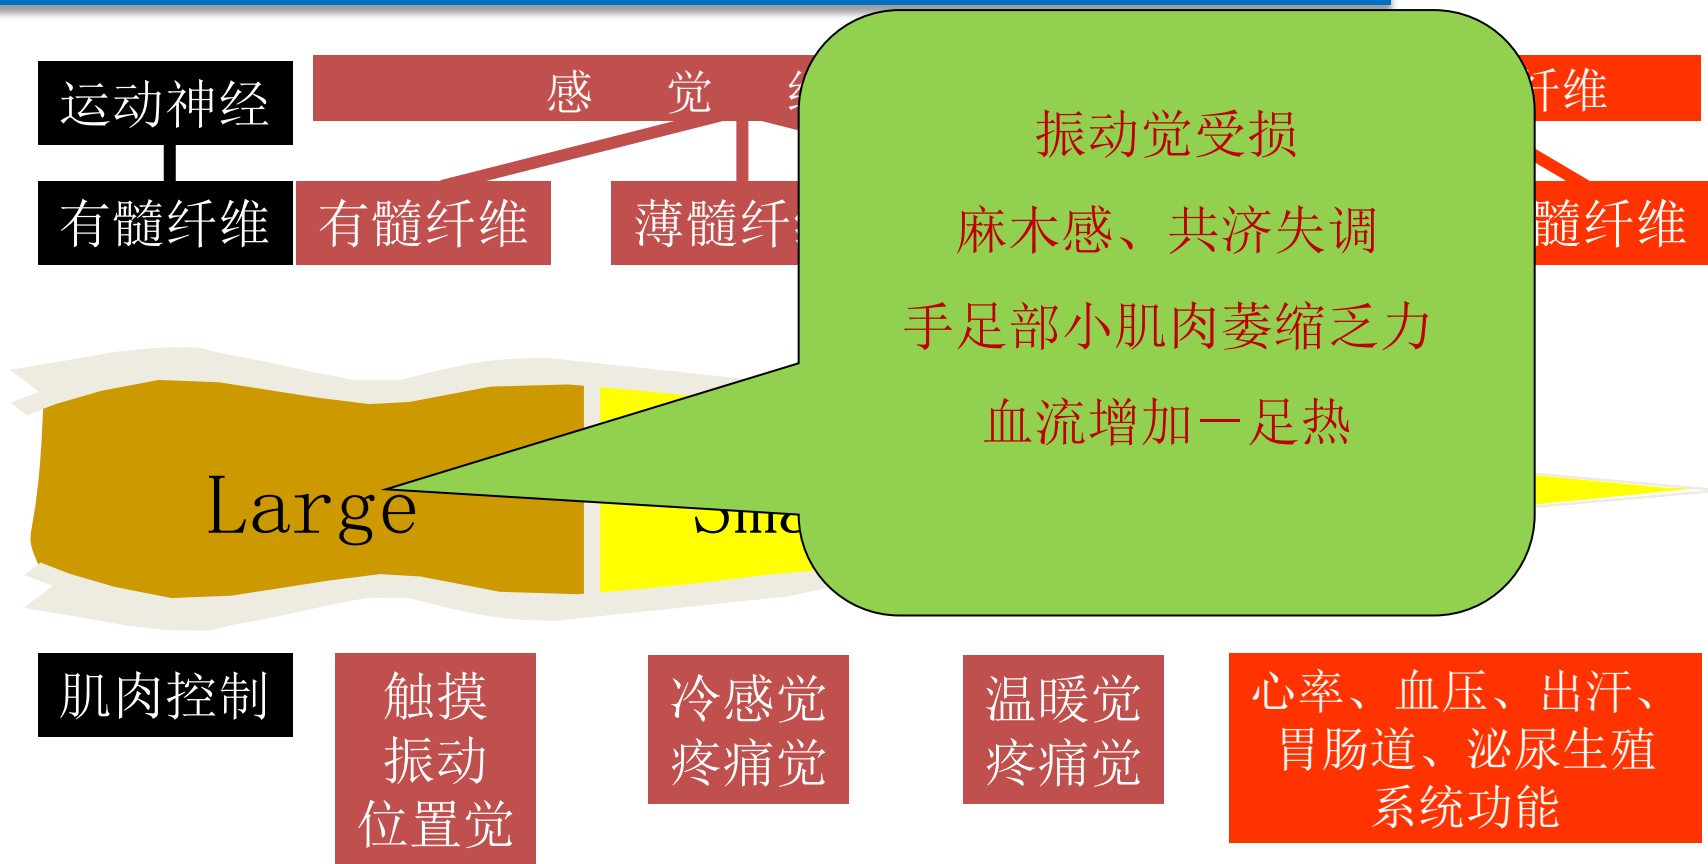 运动神经
感 觉
纤维
有髓纤维
有髓纤维
薄髓纤
髓纤维
振动觉受损
麻木感、共济失调
手足部小肌肉萎缩乏力
血流增加－足热
Large
Sma
肌肉控制
触摸
振动
位置觉
冷感觉
疼痛觉
温暖觉
疼痛觉
心率、血压、出汗、
胃肠道、泌尿生殖
系统功能